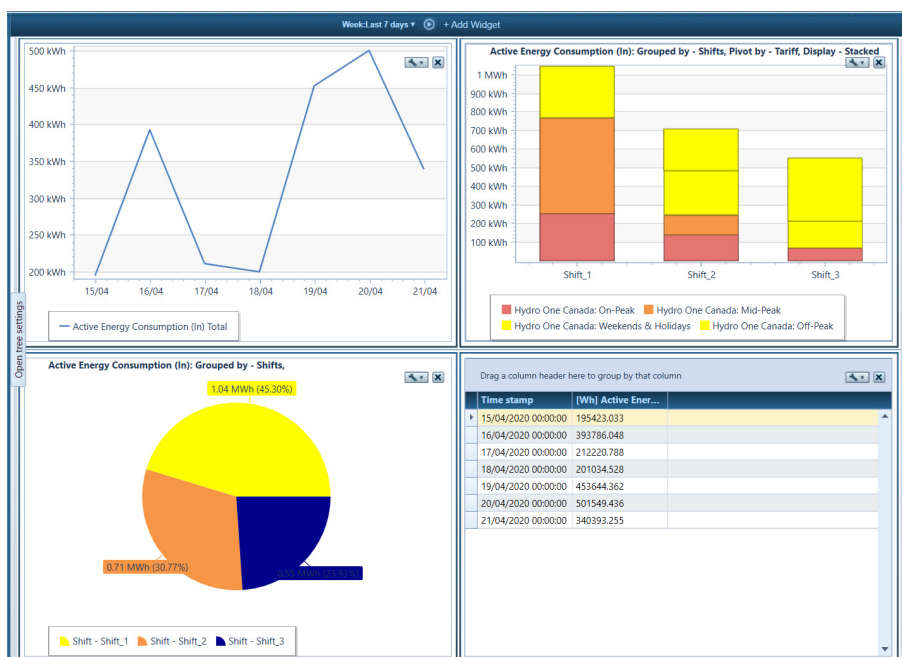 Week:Last 7 days + Add Widget
500 kWh
450 kWh
400 kWh
350 kWh
300 kWh
250 kWh
200 kWh
15/04 16/04 17/04 18/04 19/04 20/04 21/04
Active Energy Consumption (In) Total
Active Energy Consumption (In): Grouped by - Shifts, Pivot by - Tariff, Display - Stacked
1 MWh
900 kWh
800 kWh
700 kWh
600 kWh
500 kWh
400 kWh
300 kWh
200 kWh
100 kWh
Shift_1 Shift_2 Shift_3
Hydro One Canada: On-Peak Hydro One Canada: Mid-Peak
Hydro One Canada: Weekends & Holidays Hydro One Canada: Off-Peak
Open tree settings
Active Energy Consumption (In): Grouped by - Shifts,
1.04 MWh (45.30%)
0.71 MWh (30.77%)
0.55 MWh (23.93%)
Shift - Shift_1 Shift - Shift_2 Shift - Shift_3
Drag a column header here to group by that column
Time stamp [Wh] Active Ener...
15/04/2020 00:00:00 195423.033
16/04/2020 00:00:00 393786.048
17/04/2020 00:00:00 212220.788
18/04/2020 00:00:00 201034.528
19/04/2020 00:00:00 453644.362
20/04/2020 00:00:00 501549.436
21/04/2020 00:00:00 340393.255